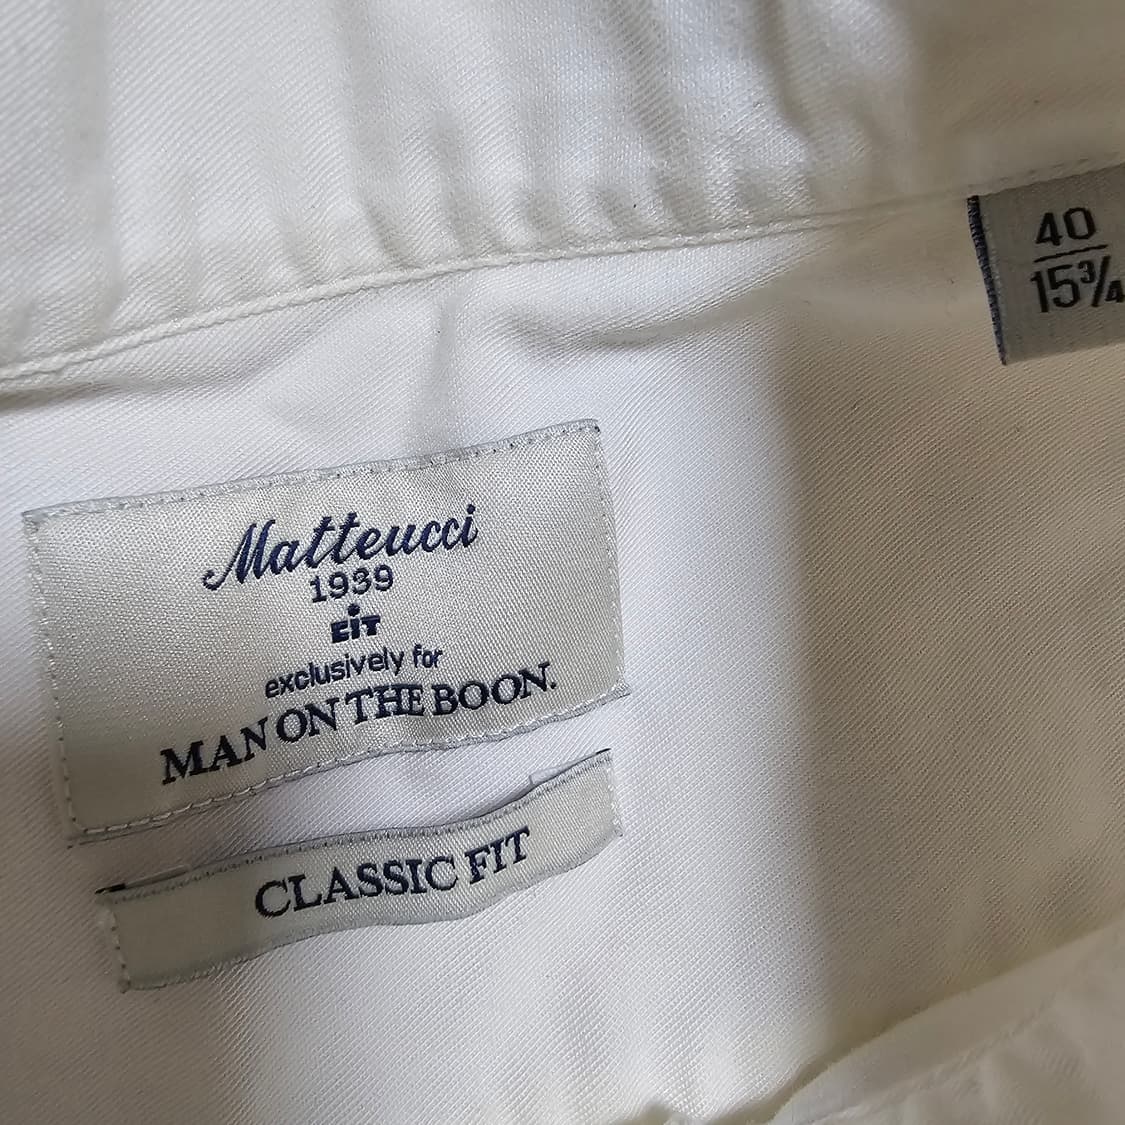 40
15¾
Matteucci
1939
EiT
exclusively for
MAN ON THE BOON.
CLASSIC FIT